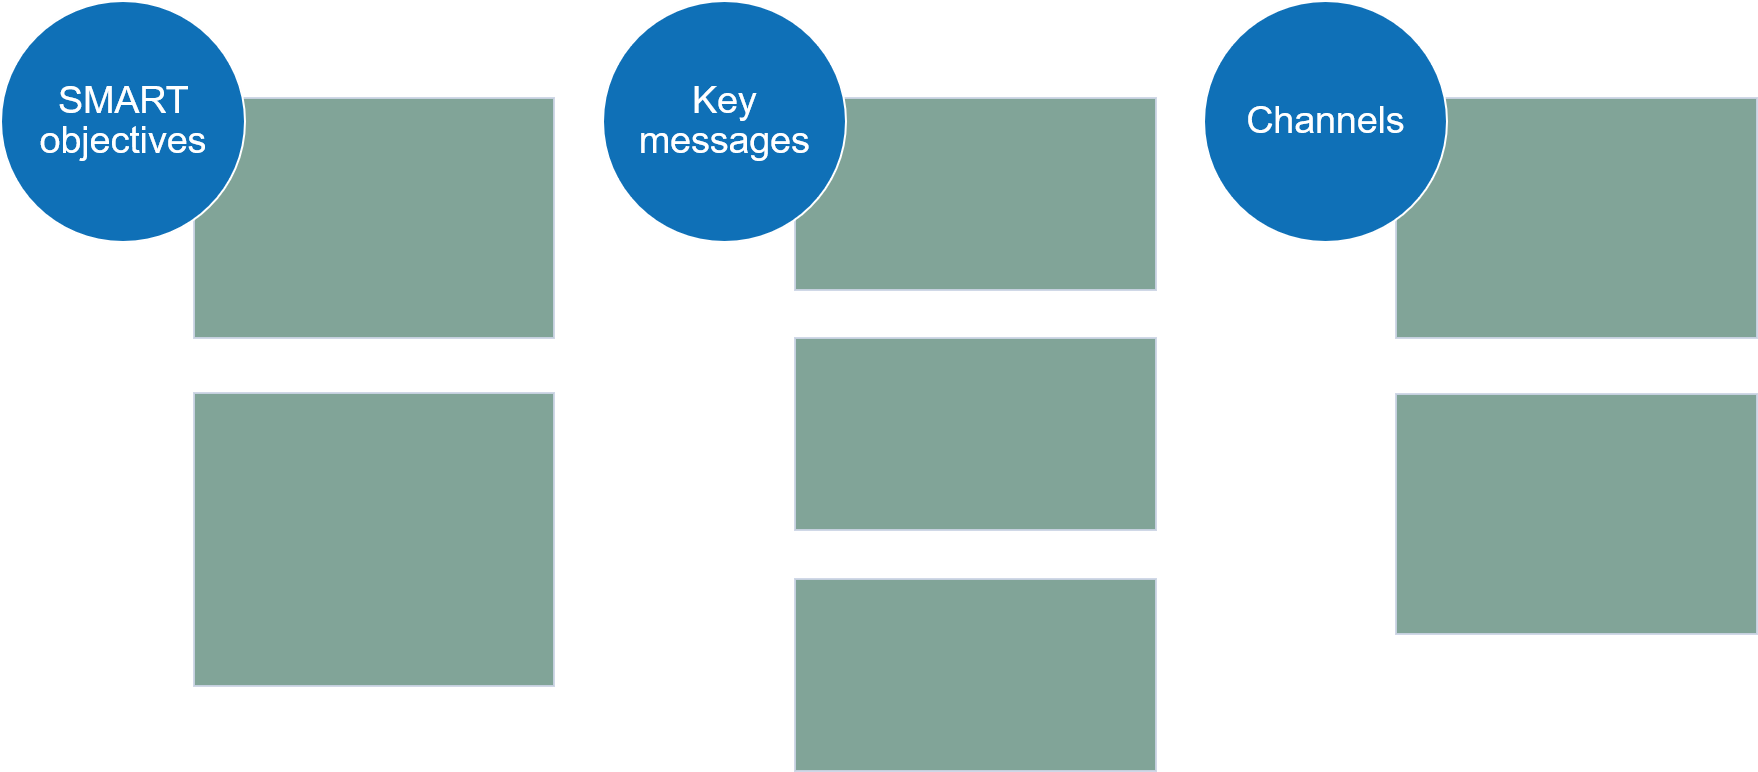 SMART
objectives
Key
messages
Channels